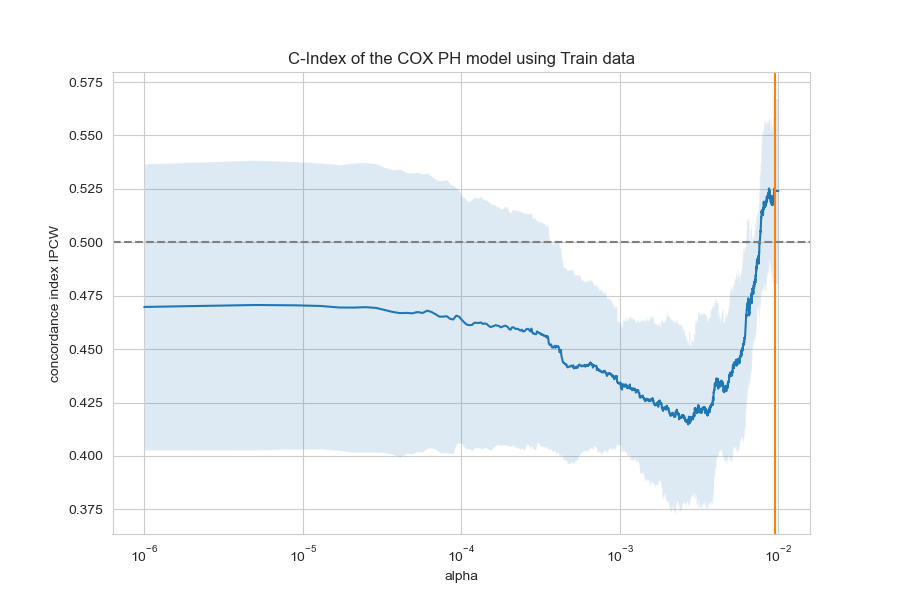 C-Index of the COX PH model using Train data
concordance index IPCW
0.575
0.550
0.525
0.500
0.475
0.450
0.425
0.400
0.375
10⁻⁶ 10⁻⁵ 10⁻⁴ 10⁻³ 10⁻²
alpha